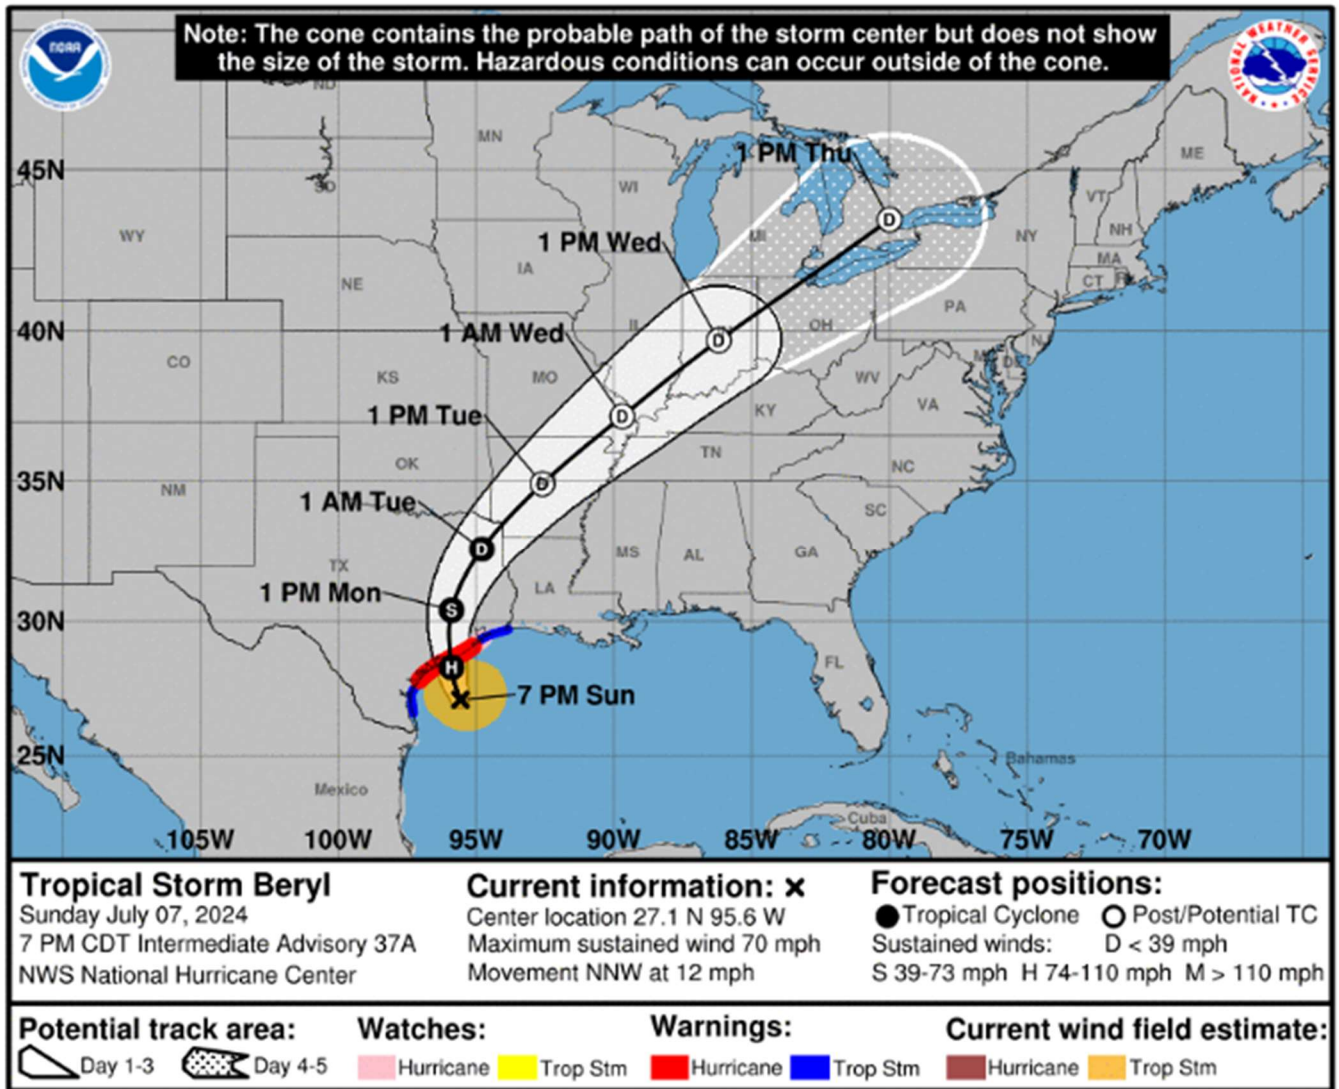 Note: The cone contains the probable path of the storm center but does not show
the size of the storm. Hazardous conditions can occur outside of the cone.
NOAA
NATIONAL WEATHER SERVICE
ND
MN
1 PM Thu
ME
45N
SD
WI
VT
WY
MI
NH
NY
1 PM Wed
MA
IA
CT
NE
PA
40N
1 AM Wed
IL
OH
NJ
CO
DE
KS
MO
WV
VA
1 PM Tue
KY
OK
TN
NC
35N
NM
1 AM Tue
SC
MS
AL
GA
TX
1 PM Mon
LA
30N
FL
7 PM Sun
25N
Bahamas
Mexico
Cuba
D
D
D
D
D
S
H
105W 100W 95W 90W 85W 80W 75W 70W
Tropical Storm Beryl
Sunday July 07, 2024
7 PM CDT Intermediate Advisory 37A
NWS National Hurricane Center
Current information: x
Center location 27.1 N 95.6 W
Maximum sustained wind 70 mph
Movement NNW at 12 mph
Forecast positions:
Tropical Cyclone Post/Potential TC
Sustained winds: D < 39 mph
S 39-73 mph H 74-110 mph M > 110 mph
Potential track area:
Day 1-3 Day 4-5
Watches:
Hurricane Trop Stm
Warnings:
Hurricane Trop Stm
Current wind field estimate:
Hurricane Trop Stm